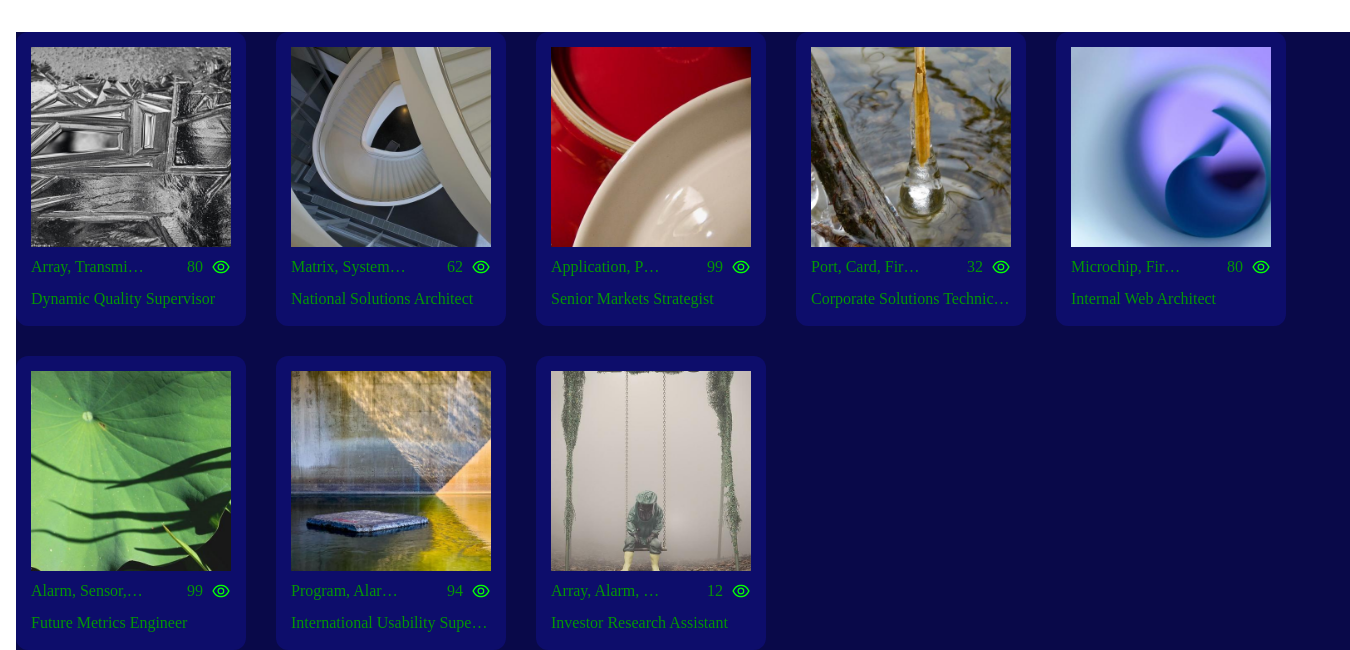 Array, Transmi… 80
Dynamic Quality Supervisor
Matrix, System… 62
National Solutions Architect
Application, P… 99
Senior Markets Strategist
Port, Card, Fir… 32
Corporate Solutions Technic…
Microchip, Fir… 80
Internal Web Architect
Alarm, Sensor,… 99
Future Metrics Engineer
Program, Alar… 94
International Usability Supe…
Array, Alarm, … 12
Investor Research Assistant